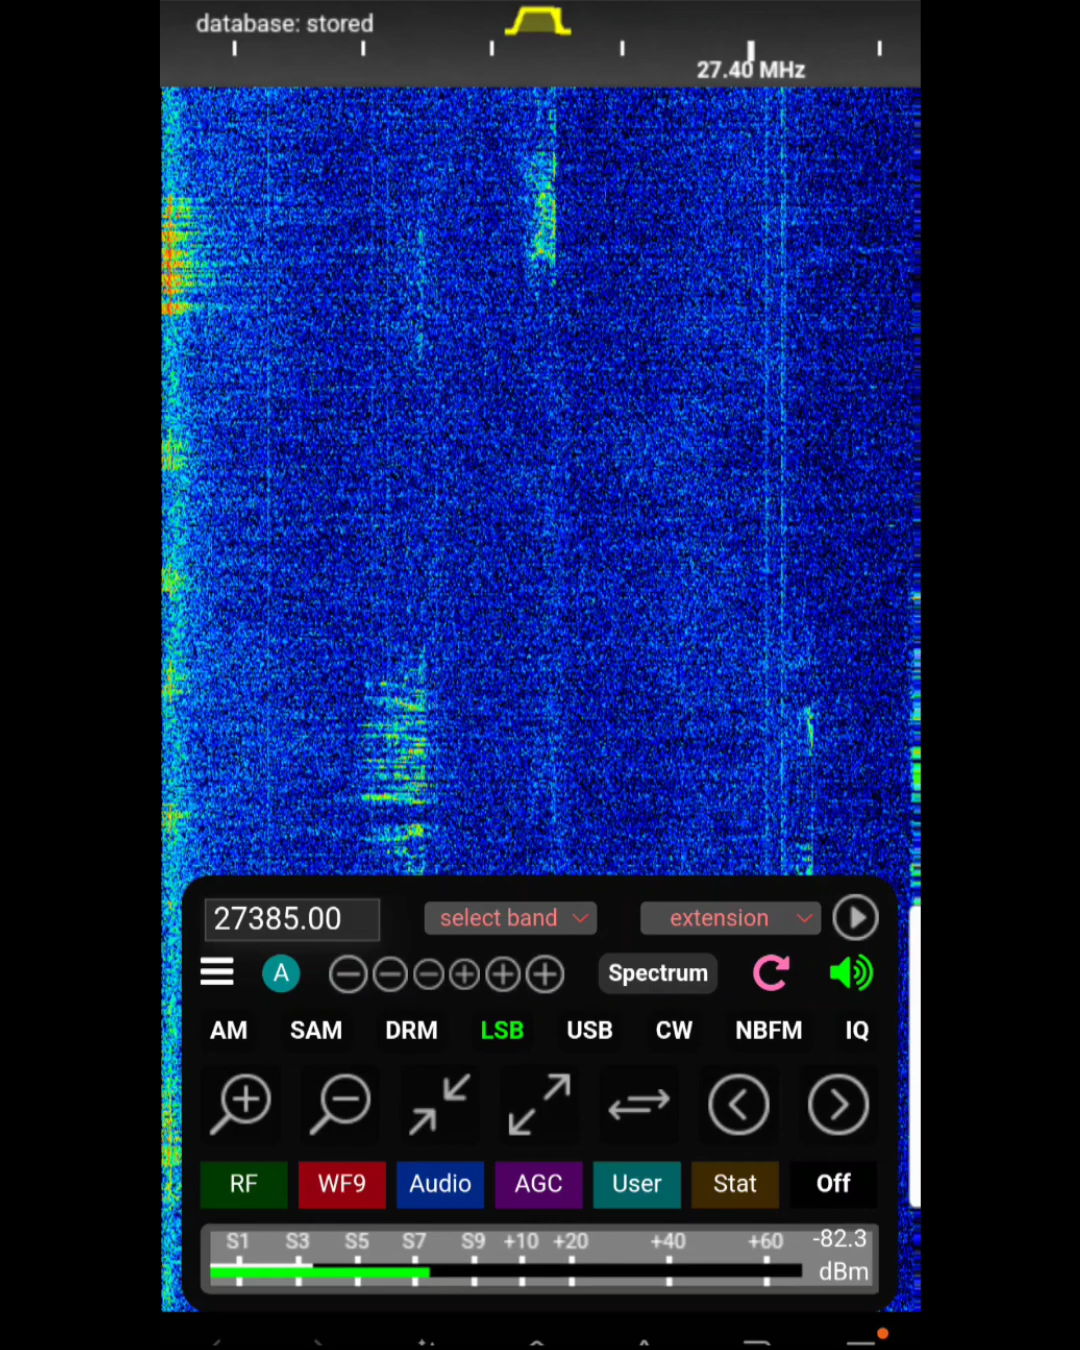 database: stored
27.40 MHz
27385.00 select band extension
A Spectrum
AM SAM DRM LSB USB CW NBFM IQ
RF WF9 Audio AGC User Stat Off
S1 S3 S5 S7 S9 +10 +20 +40 +60 -82.3
dBm